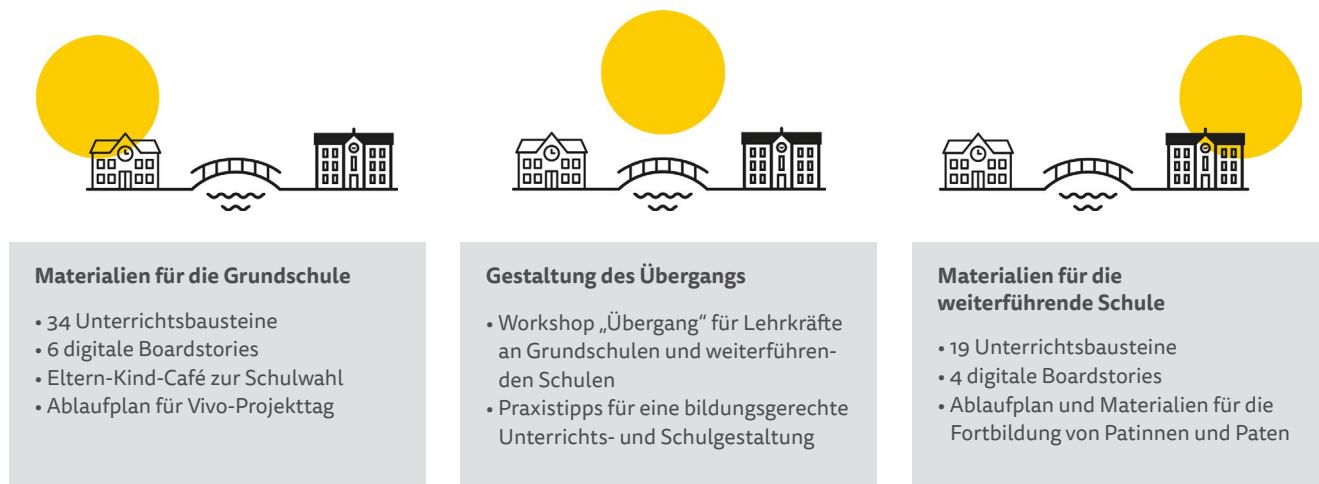 Materialien für die Grundschule
• 34 Unterrichtsbausteine
• 6 digitale Boardstories
• Eltern-Kind-Café zur Schulwahl
• Ablaufplan für Vivo-Projekttag
Gestaltung des Übergangs
• Workshop „Übergang“ für Lehrkräfte
an Grundschulen und weiterführen-
den Schulen
• Praxistipps für eine bildungsgerechte
Unterrichts- und Schulgestaltung
Materialien für die
weiterführende Schule
• 19 Unterrichtsbausteine
• 4 digitale Boardstories
• Ablaufplan und Materialien für die
Fortbildung von Patinnen und Paten